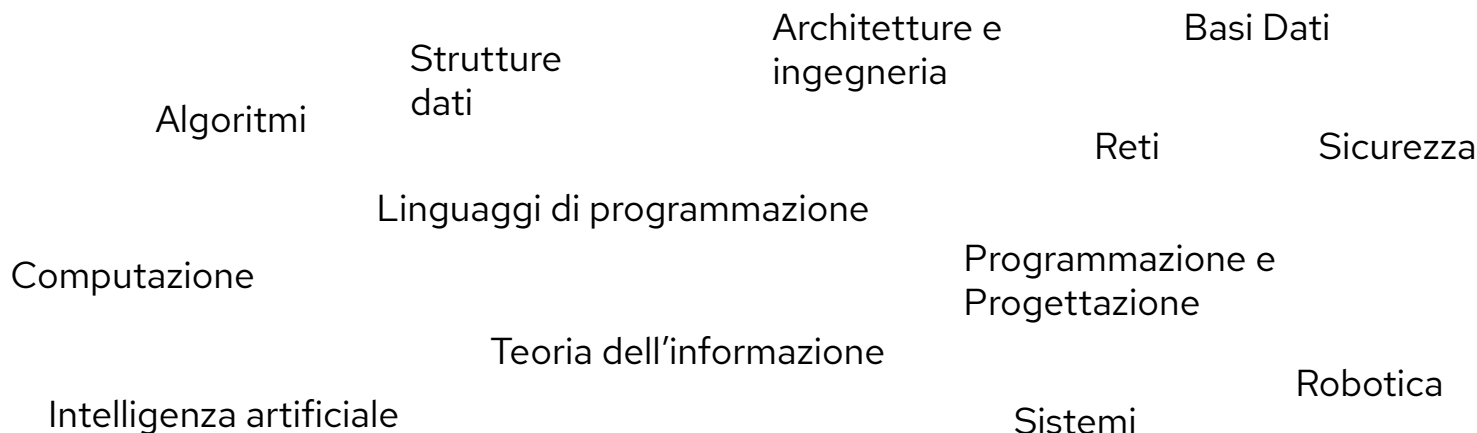 Architetture e
ingegneria
Basi Dati
Strutture
dati
Algoritmi
Reti
Sicurezza
Linguaggi di programmazione
Programmazione e
Progettazione
Computazione
Teoria dell’informazione
Robotica
Intelligenza artificiale
Sistemi